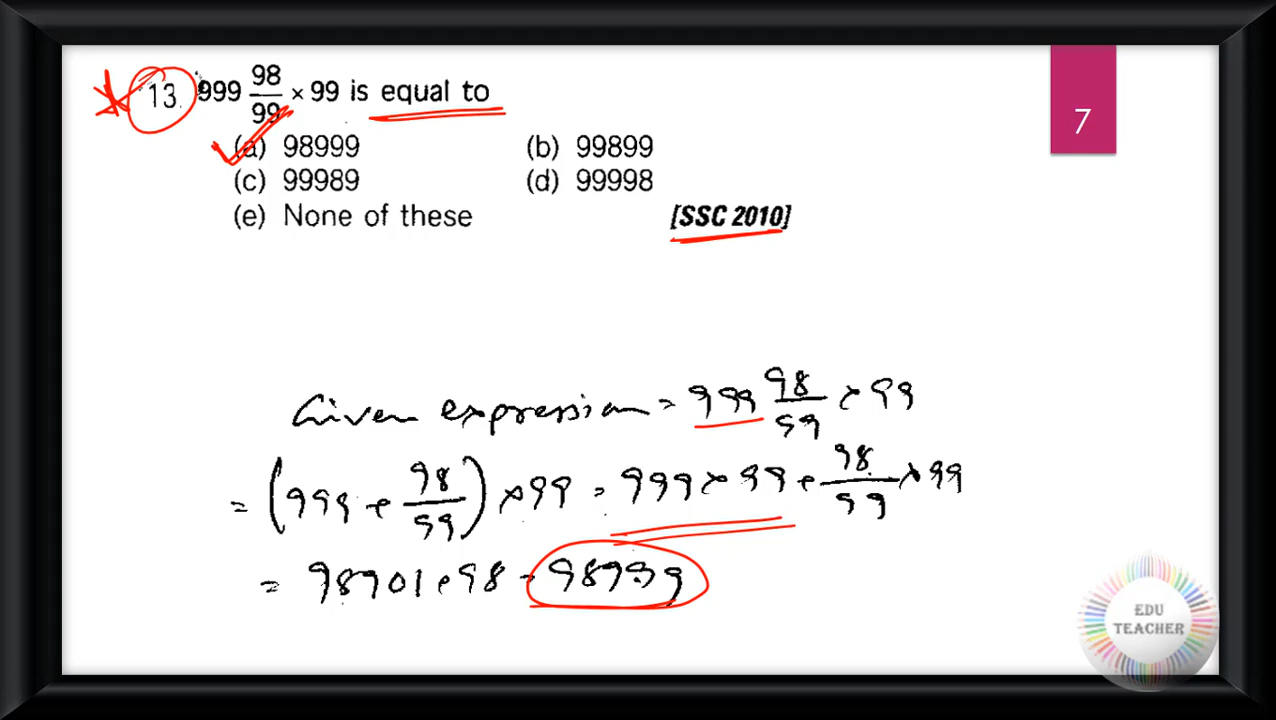 13. 999 98/99 × 99 is equal to
7
(a) 98999 (b) 99899
(c) 99989 (d) 99998
(e) None of these [SSC 2010]
Given expression = 999 98/99 × 99
= (999 + 98/99) × 99 = 999 × 99 + 98/99 × 99
= 98901 + 98 = 98999
EDU
TEACHER